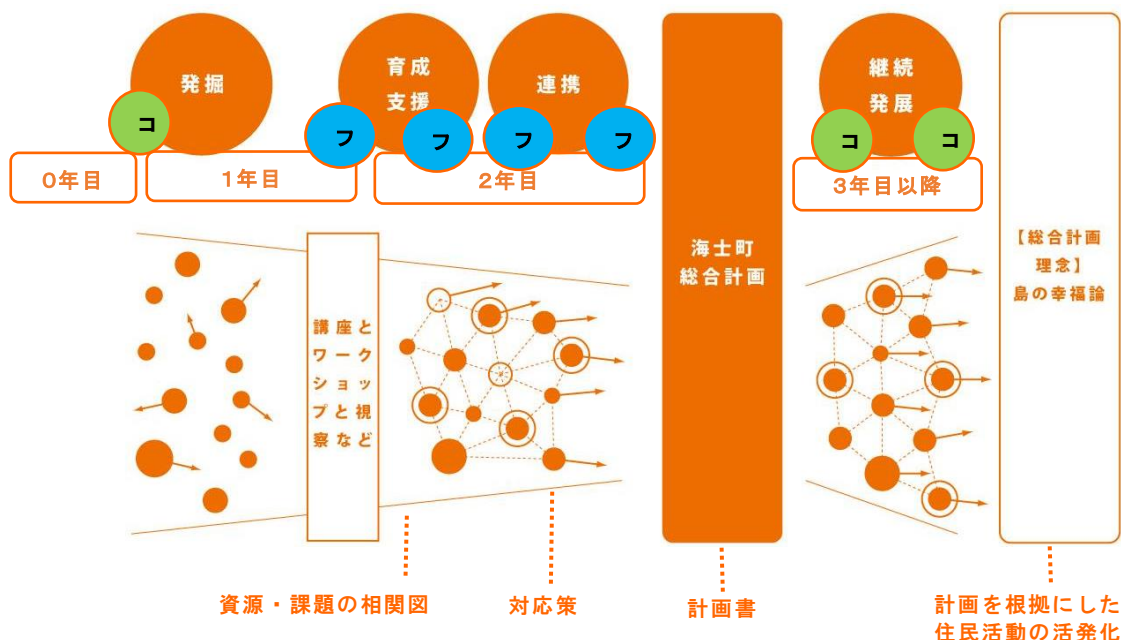 発掘
育成
支援
連携
継続
発展
コ
フ
フ
フ
フ
コ
コ
0年目
1年目
2年目
3年目以降
講座と
ワーク
ショッ
プと視
察など
海士町
総合計画
【総合計画
理念】
島の幸福論
資源・課題の相関図
対応策
計画書
計画を根拠にした
住民活動の活発化